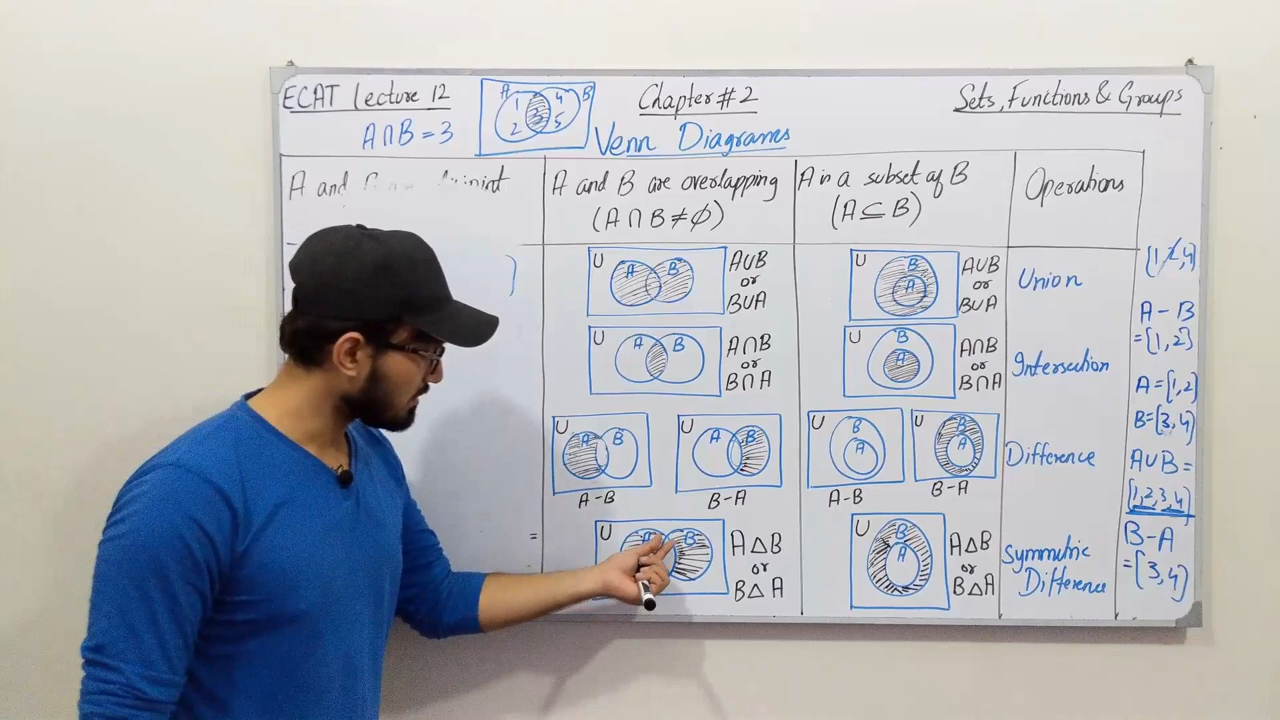 ECAT Lecture 12
A∩B = 3
A 1 2 3 4 5 B
Chapter # 2
Venn Diagrams
Sets, Functions & Groups
A and
A and B are overlapping
(A ∩ B ≠ ϕ)
A is a subset of B
(A ⊆ B)
Operations
U A B
A∪B
or
B∪A
U B A
A∪B
or
B∪A
Union
U A B
A∩B
or
B∩A
U B A
A∩B
or
B∩A
Intersection
U A B
A-B
U A B
B-A
U B A
A-B
U B A
B-A
Difference
=
U A B
A △ B
or
B △ A
U B A
A △ B
or
B △ A
Symmetric
Difference
{1,2,4}
A - B
= {1,2}
A = {1,2}
B = {3,4}
A∪B =
{1,2,3,4}
B-A
= {3,4}